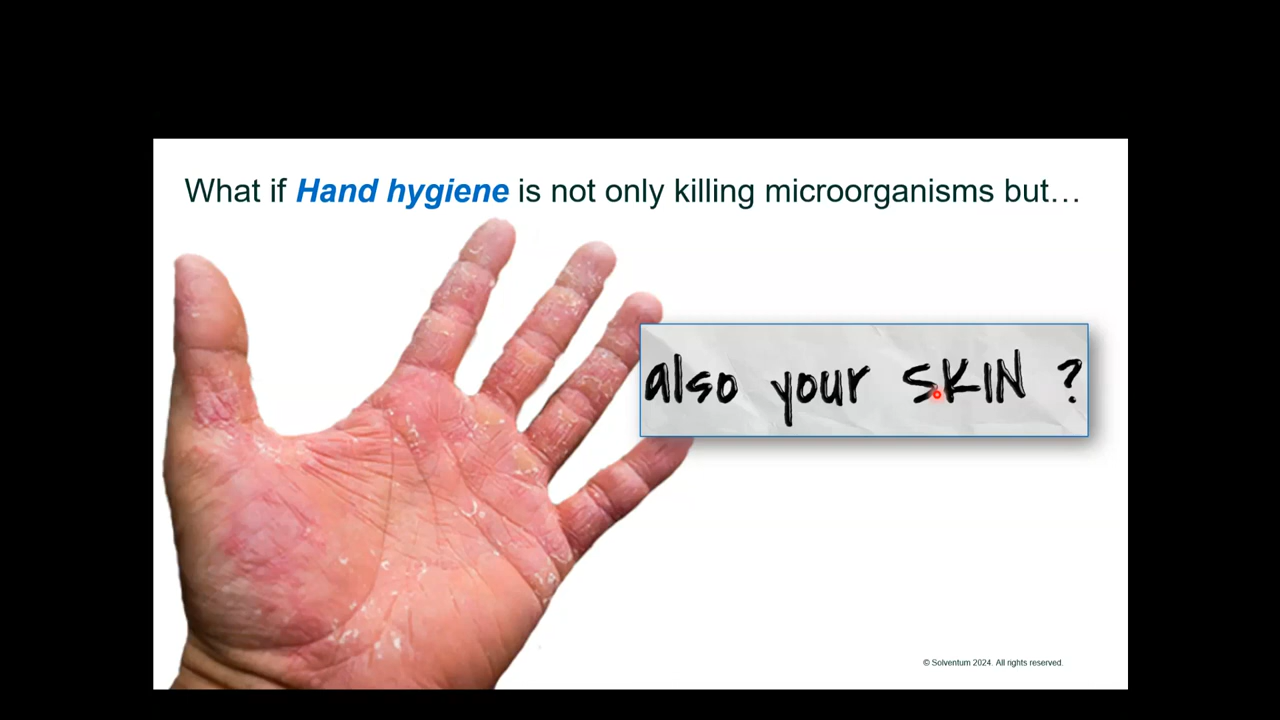 What if Hand hygiene is not only killing microorganisms but…
also your SKIN ?
© Solventum 2024. All rights reserved.